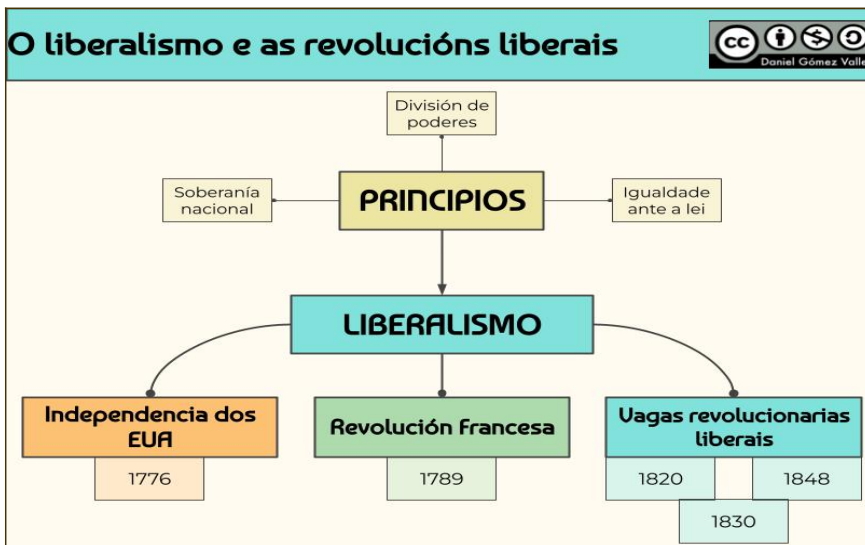 O liberalismo e as revolucións liberais
cc
Daniel Gómez Valle
División de
poderes
Soberanía
nacional
PRINCIPIOS
Igualdade
ante a lei
LIBERALISMO
Independencia dos
EUA
1776
Revolución Francesa
1789
Vagas revolucionarias
liberais
1820
1848
1830